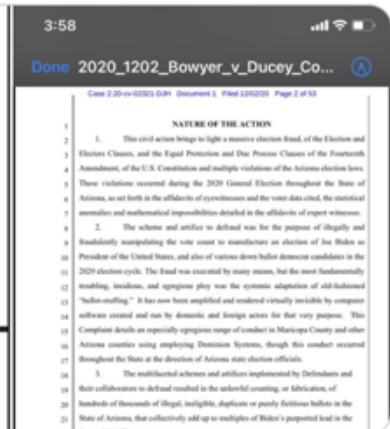 3:58
Done 2020_1202_Bowyer_v_Ducey_Co...
Case 2:20-cv-02321-DJH Document 1 Filed 12/02/20 Page 2 of 53
1 NATURE OF THE ACTION
2 1. This civil action brings to light a massive election fraud, of the Election and
3 Electors Clauses, and the Equal Protection and Due Process Clauses of the Fourteenth
4 Amendment, of the U.S. Constitution and multiple violations of the Arizona election laws.
5 These violations occurred during the 2020 General Election throughout the State of
6 Arizona, as set forth in the affidavits of eyewitnesses and the voter data cited, the statistical
7 anomalies and mathematical impossibilities detailed in the affidavits of expert witnesses.
8 2. The scheme and artifice to defraud was for the purpose of illegally and
9 fraudulently manipulating the vote count to manufacture an election of Joe Biden as
10 President of the United States, and also of various down ballot democrat candidates in the
11 2020 election cycle. The fraud was executed by many means, but the most fundamentally
12 troubling, insidious, and egregious ploy was the systemic adaptation of old-fashioned
13 "ballot-stuffing." It has now been amplified and rendered virtually invisible by computer
14 software created and run by domestic and foreign actors for that very purpose. This
15 Complaint details an especially egregious range of conduct in Maricopa County and other
16 Arizona counties using employing Dominion Systems, though this conduct occurred
17 throughout the State at the direction of Arizona state election officials.
18 3. The multifaceted schemes and artifices implemented by Defendants and
19 their collaborators to defraud resulted in the unlawful counting, or fabrication, of
20 hundreds of thousands of illegal, ineligible, duplicate or purely fictitious ballots in the
21 State of Arizona, that collectively add up to multiples of Biden's purported lead in the